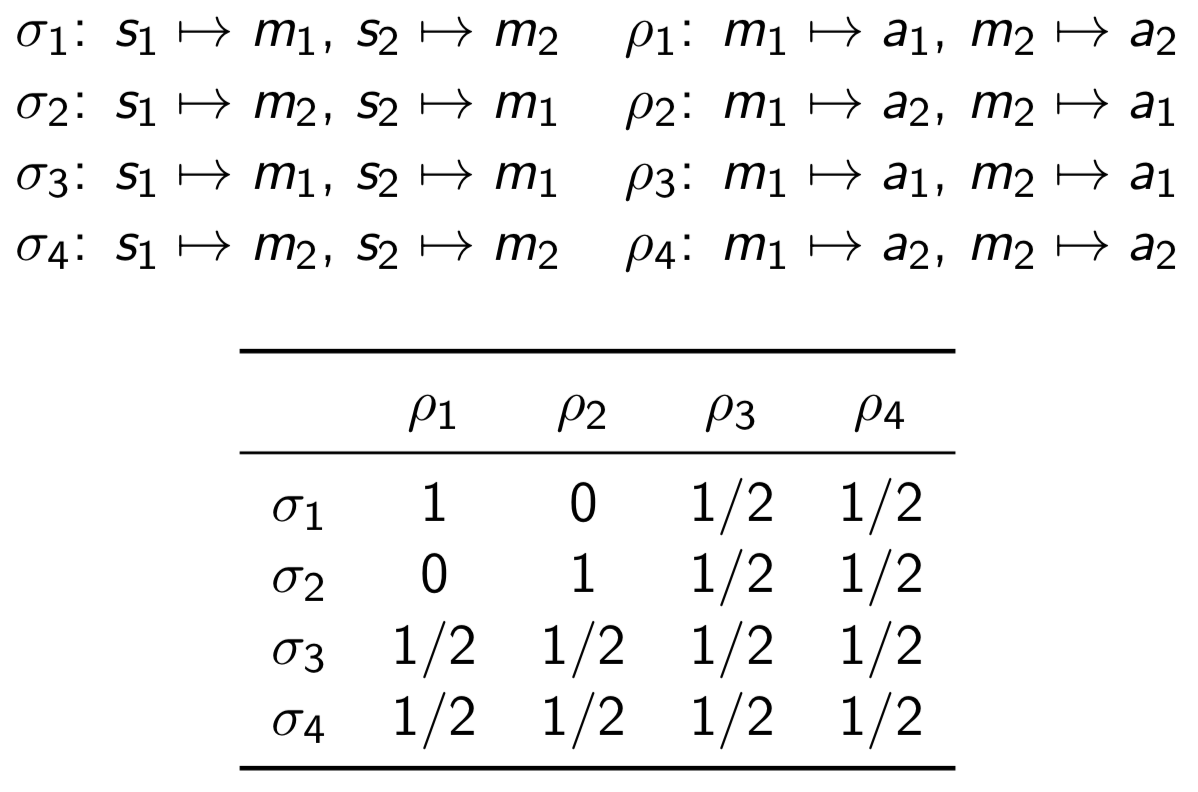 σ₁: s₁ ↦ m₁, s₂ ↦ m₂ ρ₁: m₁ ↦ a₁, m₂ ↦ a₂
σ₂: s₁ ↦ m₂, s₂ ↦ m₁ ρ₂: m₁ ↦ a₂, m₂ ↦ a₁
σ₃: s₁ ↦ m₁, s₂ ↦ m₁ ρ₃: m₁ ↦ a₁, m₂ ↦ a₁
σ₄: s₁ ↦ m₂, s₂ ↦ m₂ ρ₄: m₁ ↦ a₂, m₂ ↦ a₂
ρ₁ ρ₂ ρ₃ ρ₄
σ₁ 1 0 1/2 1/2
σ₂ 0 1 1/2 1/2
σ₃ 1/2 1/2 1/2 1/2
σ₄ 1/2 1/2 1/2 1/2